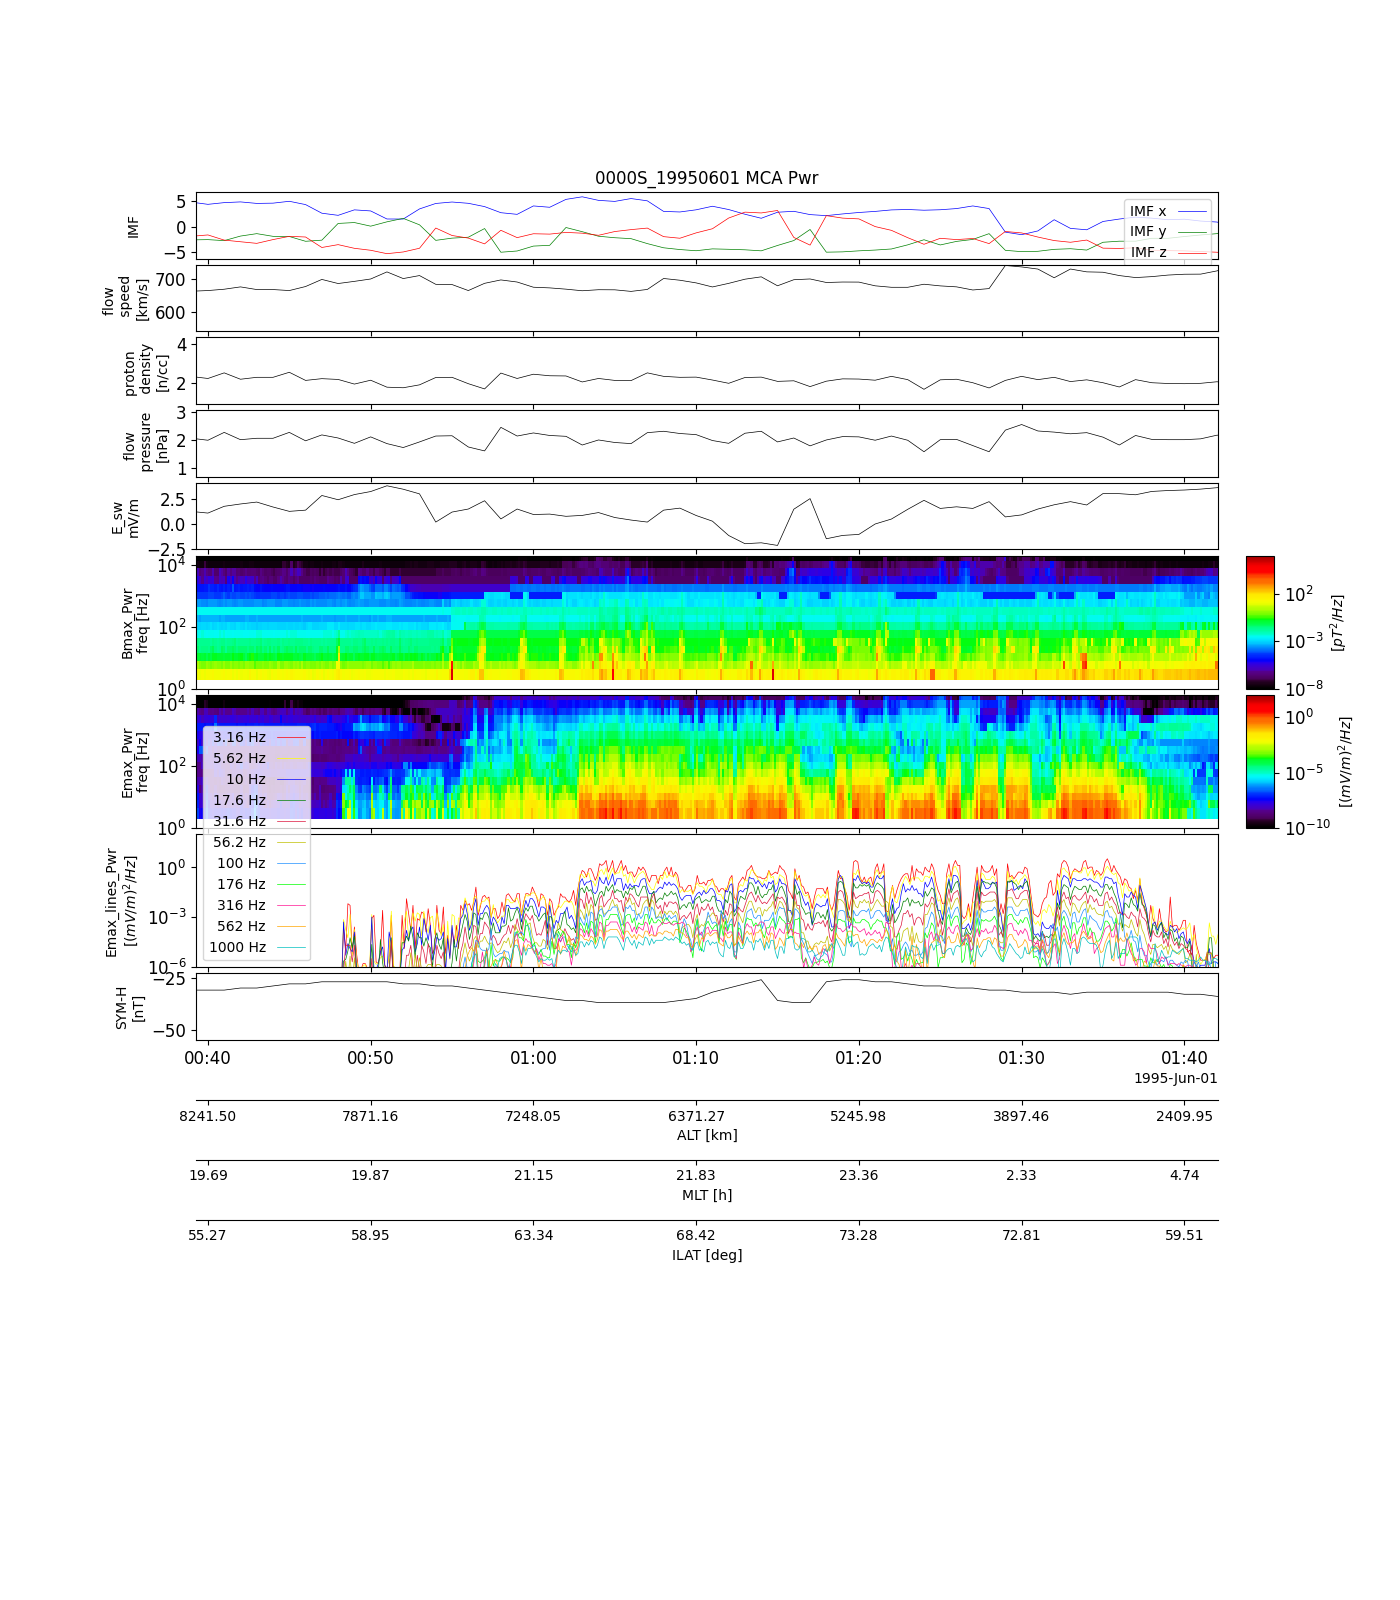 0000S_19950601 MCA Pwr
5
0
−5
IMF
IMF x
IMF y
IMF z
700
600
flow
speed
[km/s]
4
2
proton
density
[n/cc]
3
2
1
flow
pressure
[nPa]
2.5
0.0
−2.5
E_sw
mV/m
10^4
10^2
10^0
Bmax_Pwr
freq [Hz]
10^2
10^−3
10^−8
[pT^2/Hz]
10^4
10^2
10^0
Emax_Pwr
freq [Hz]
10^0
10^−5
10^−10
[(mV/m)^2/Hz]
3.16 Hz
5.62 Hz
10 Hz
17.6 Hz
31.6 Hz
56.2 Hz
100 Hz
176 Hz
316 Hz
562 Hz
1000 Hz
10^0
10^−3
10^−6
Emax_lines_Pwr
[(mV/m)^2/Hz]
−25
−50
SYM-H
[nT]
00:40 00:50 01:00 01:10 01:20 01:30 01:40
1995-Jun-01
8241.50 7871.16 7248.05 6371.27 5245.98 3897.46 2409.95
ALT [km]
19.69 19.87 21.15 21.83 23.36 2.33 4.74
MLT [h]
55.27 58.95 63.34 68.42 73.28 72.81 59.51
ILAT [deg]